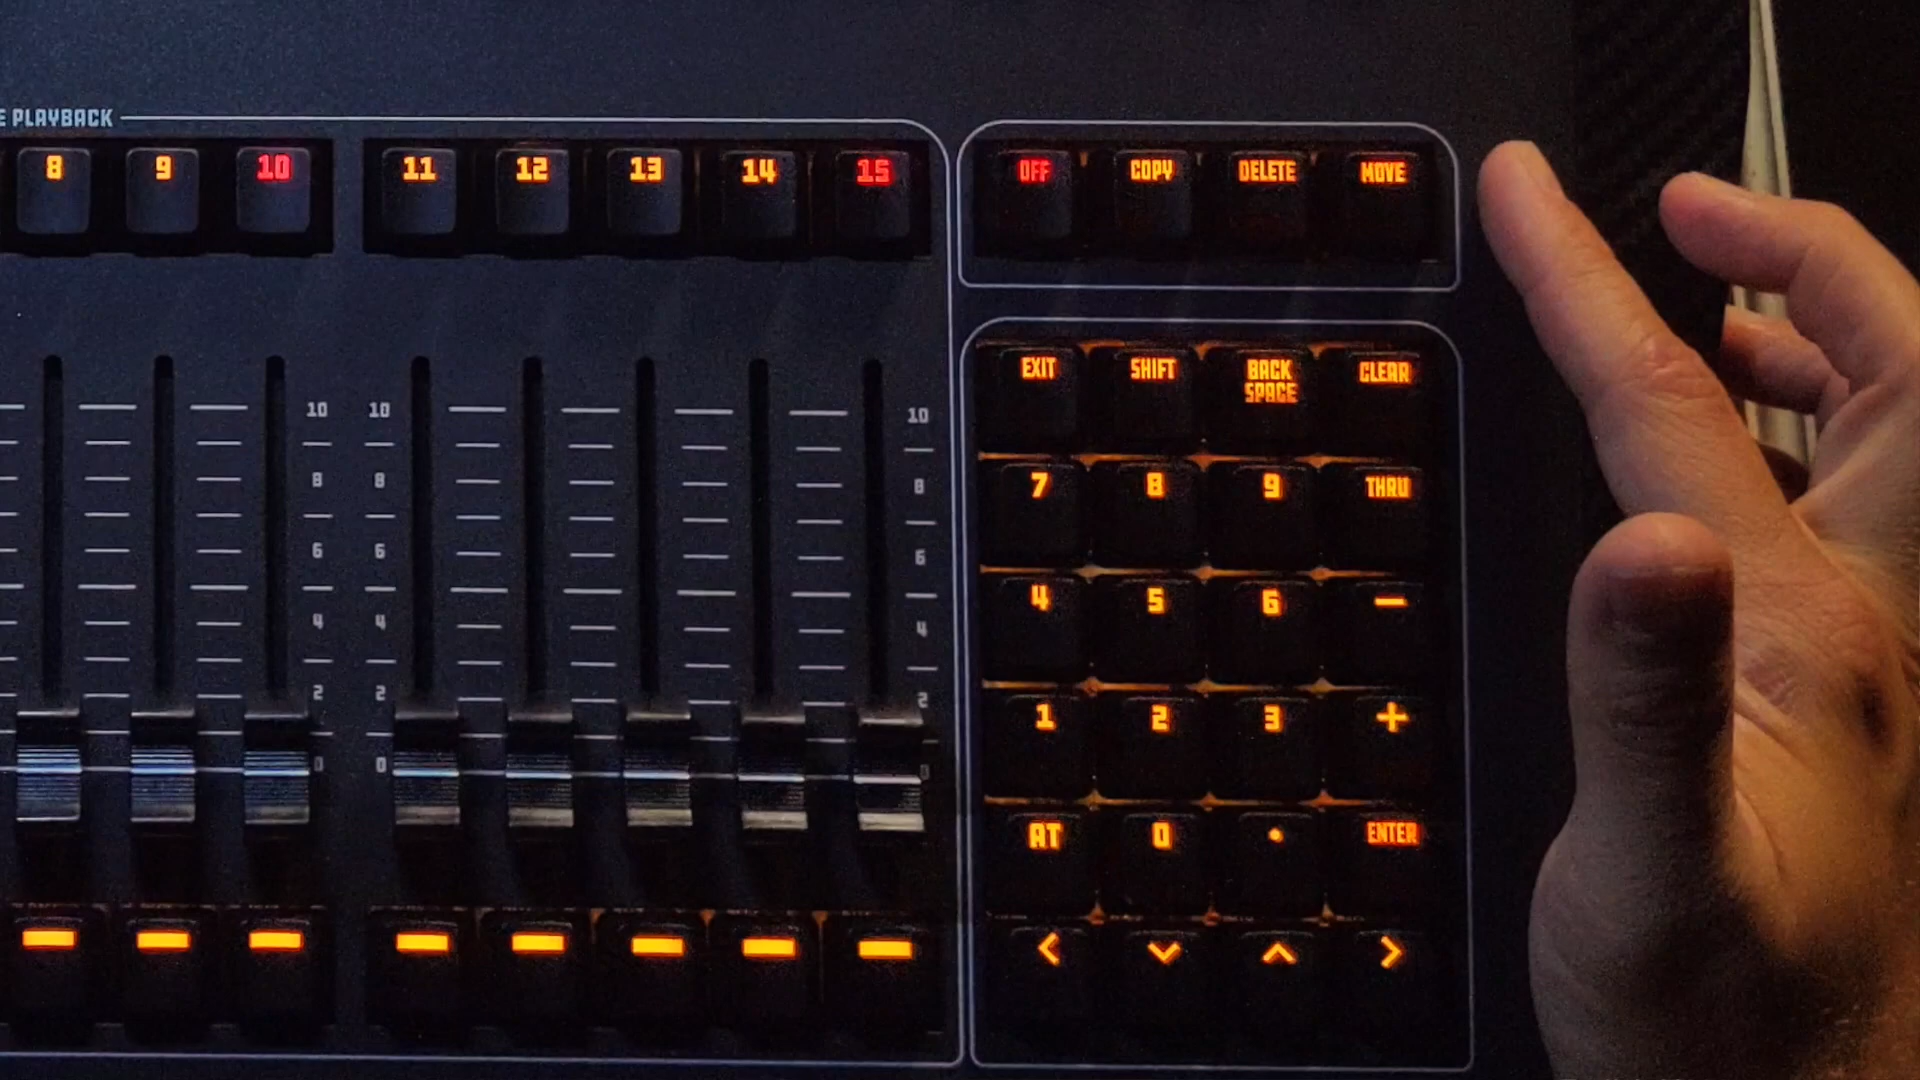 E PLAYBACK
8 9 10 11 12 13 14 15
OFF COPY DELETE MOVE
EXIT SHIFT BACK SPACE CLEAR
10 10 10
8 8 8
6 6 6
4 4 4
2 2 2
0 0 0
7 8 9 THRU
4 5 6 -
1 2 3 +
AT 0 . ENTER
< ∨ ∧ >